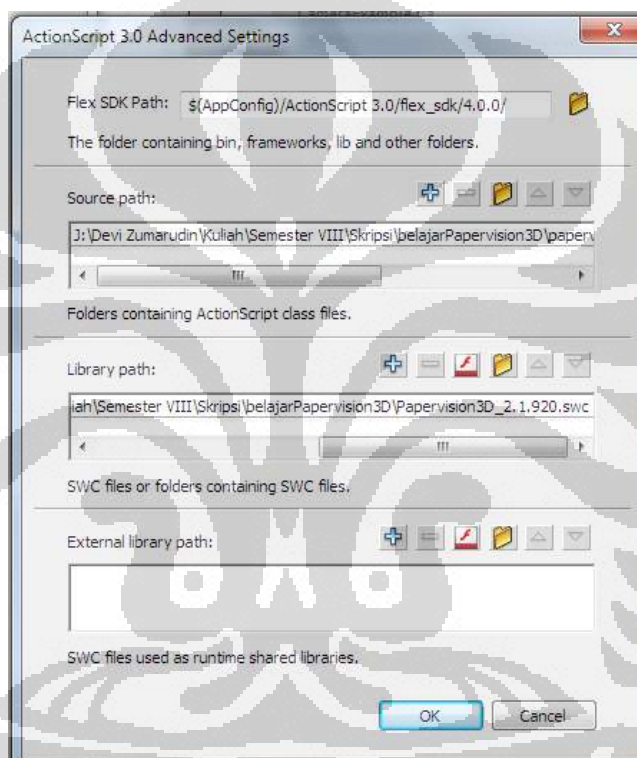 ActionScript 3.0 Advanced Settings
Flex SDK Path: $(AppConfig)/ActionScript 3.0/flex_sdk/4.0.0/
The folder containing bin, frameworks, lib and other folders.
Source path:
J:\Devi Zumarudin\Kuliah\Semester VIII\Skripsi\belajarPapervision3D\paperv
Folders containing ActionScript class files.
Library path:
iah\Semester VIII\Skripsi\belajarPapervision3D\Papervision3D_2.1.920.swc
SWC files or folders containing SWC files.
External library path:
SWC files used as runtime shared libraries.
OK Cancel